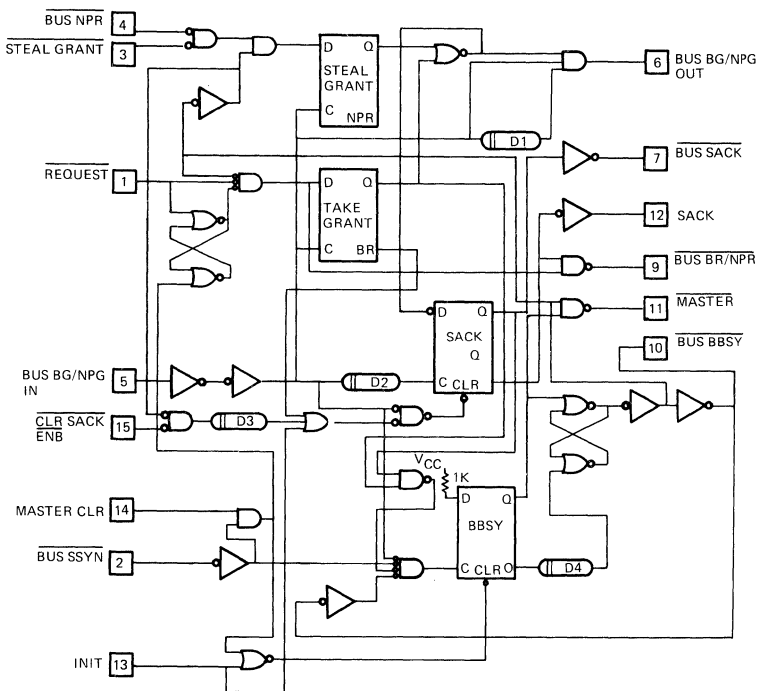 BUS NPR
4
STEAL GRANT
3
D Q
STEAL
GRANT
C
NPR
6
BUS BG/NPG
OUT
D1
7
BUS SACK
REQUEST
1
D Q
TAKE
GRANT
C BR
12
SACK
9
BUS BR/NPR
11
MASTER
D Q
SACK
Q
C CLR
10
BUS BBSY
BUS BG/NPG
IN
5
D2
CLR SACK
ENB
15
D3
VCC
1K
D Q
BBSY
C CLR O
D4
MASTER CLR
14
BUS SSYN
2
INIT
13